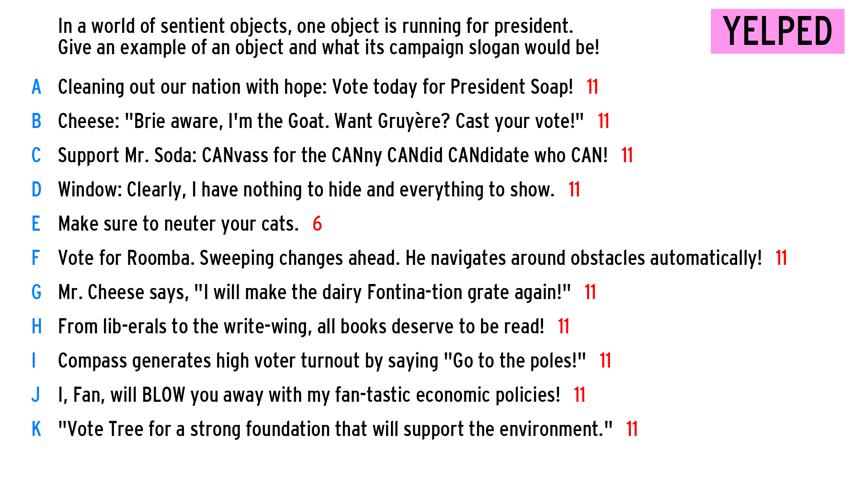 In a world of sentient objects, one object is running for president.
Give an example of an object and what its campaign slogan would be!
YELPED
A Cleaning out our nation with hope: Vote today for President Soap! 11
B Cheese: "Brie aware, I'm the Goat. Want Gruyère? Cast your vote!" 11
C Support Mr. Soda: CANvass for the CANny CANdid CANdidate who CAN! 11
D Window: Clearly, I have nothing to hide and everything to show. 11
E Make sure to neuter your cats. 6
F Vote for Roomba. Sweeping changes ahead. He navigates around obstacles automatically! 11
G Mr. Cheese says, "I will make the dairy Fontina-tion grate again!" 11
H From lib-erals to the write-wing, all books deserve to be read! 11
I Compass generates high voter turnout by saying "Go to the poles!" 11
J I, Fan, will BLOW you away with my fan-tastic economic policies! 11
K "Vote Tree for a strong foundation that will support the environment." 11